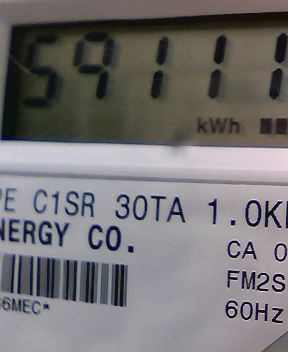 59111
kWh
PE C1SR 30TA 1.0K
NERGY CO.
CA 0
FM2S
6MEC*
60Hz